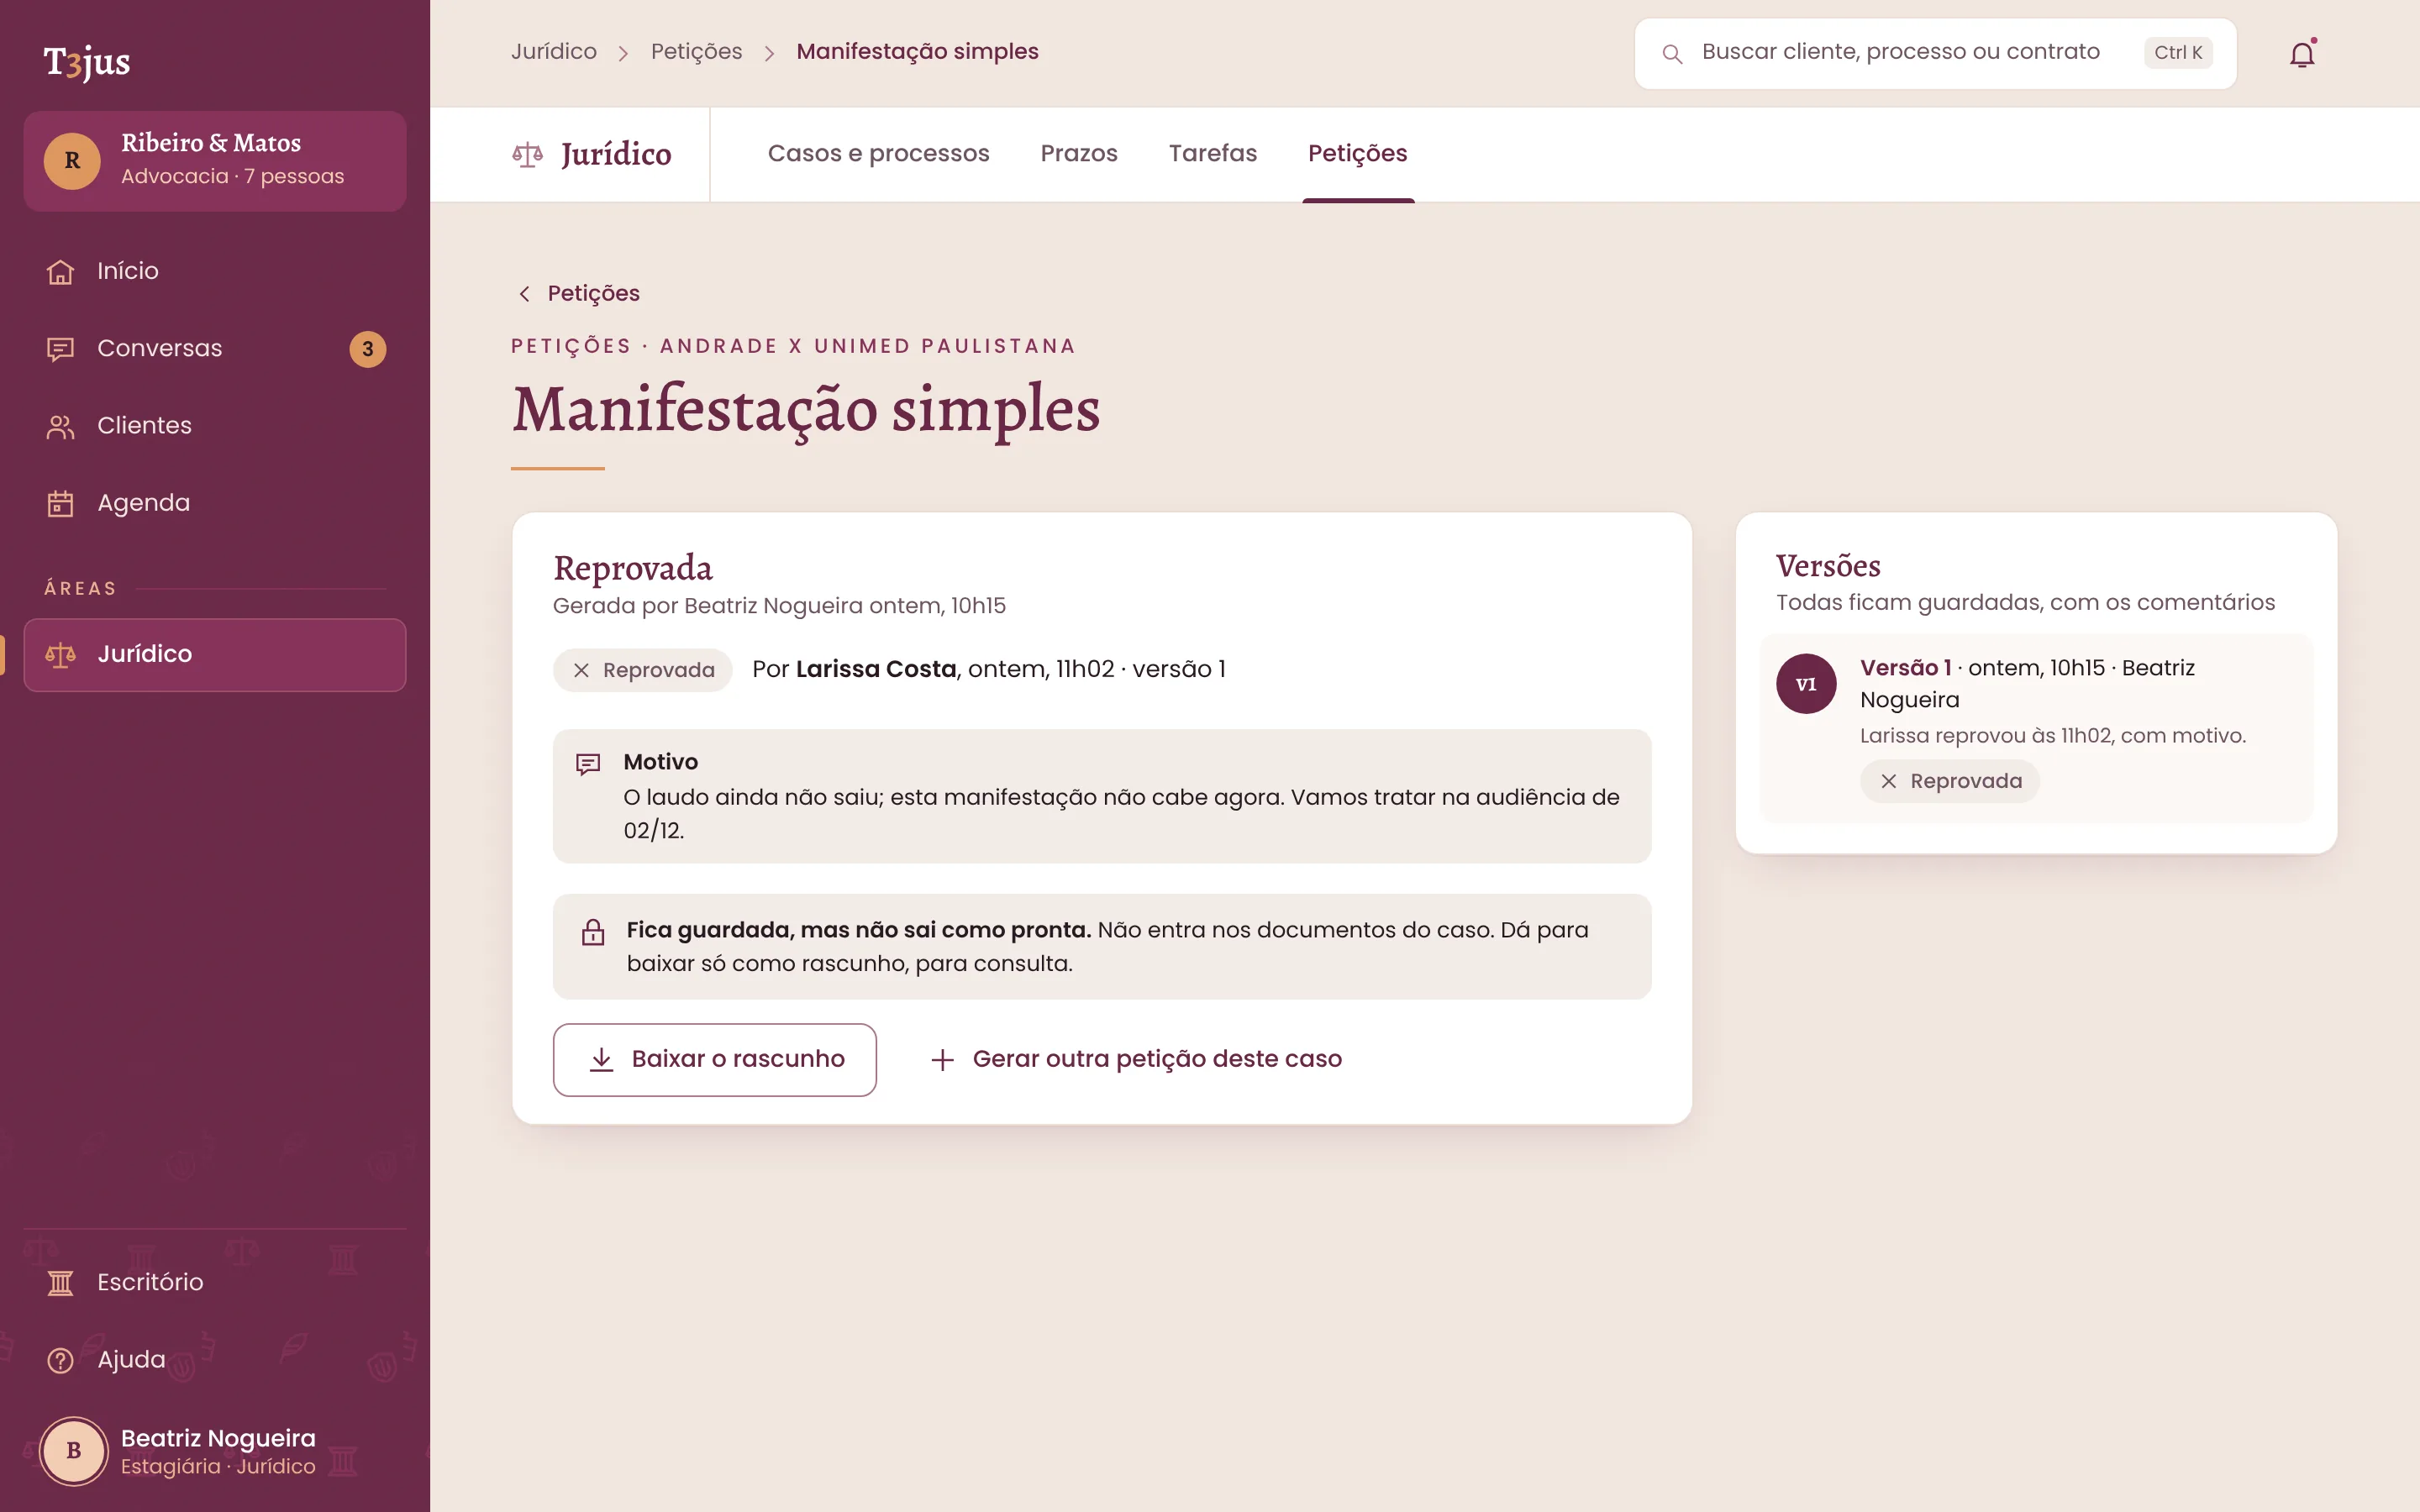 T3jus
R
Ribeiro & Matos
Advocacia · 7 pessoas
Início
Conversas
3
Clientes
Agenda
ÁREAS
Jurídico
Escritório
Ajuda
B
Beatriz Nogueira
Estagiária · Jurídico
Jurídico
Petições
Manifestação simples
Buscar cliente, processo ou contrato
Ctrl K
Jurídico
Casos e processos
Prazos
Tarefas
Petições
Petições
PETIÇÕES · ANDRADE X UNIMED PAULISTANA
Manifestação simples
Reprovada
Gerada por Beatriz Nogueira ontem, 10h15
Reprovada
Por Larissa Costa, ontem, 11h02 · versão 1
Motivo
O laudo ainda não saiu; esta manifestação não cabe agora. Vamos tratar na audiência de
02/12.
Fica guardada, mas não sai como pronta. Não entra nos documentos do caso. Dá para
baixar só como rascunho, para consulta.
Baixar o rascunho
Gerar outra petição deste caso
Versões
Todas ficam guardadas, com os comentários
v1
Versão 1 · ontem, 10h15 · Beatriz
Nogueira
Larissa reprovou às 11h02, com motivo.
Reprovada